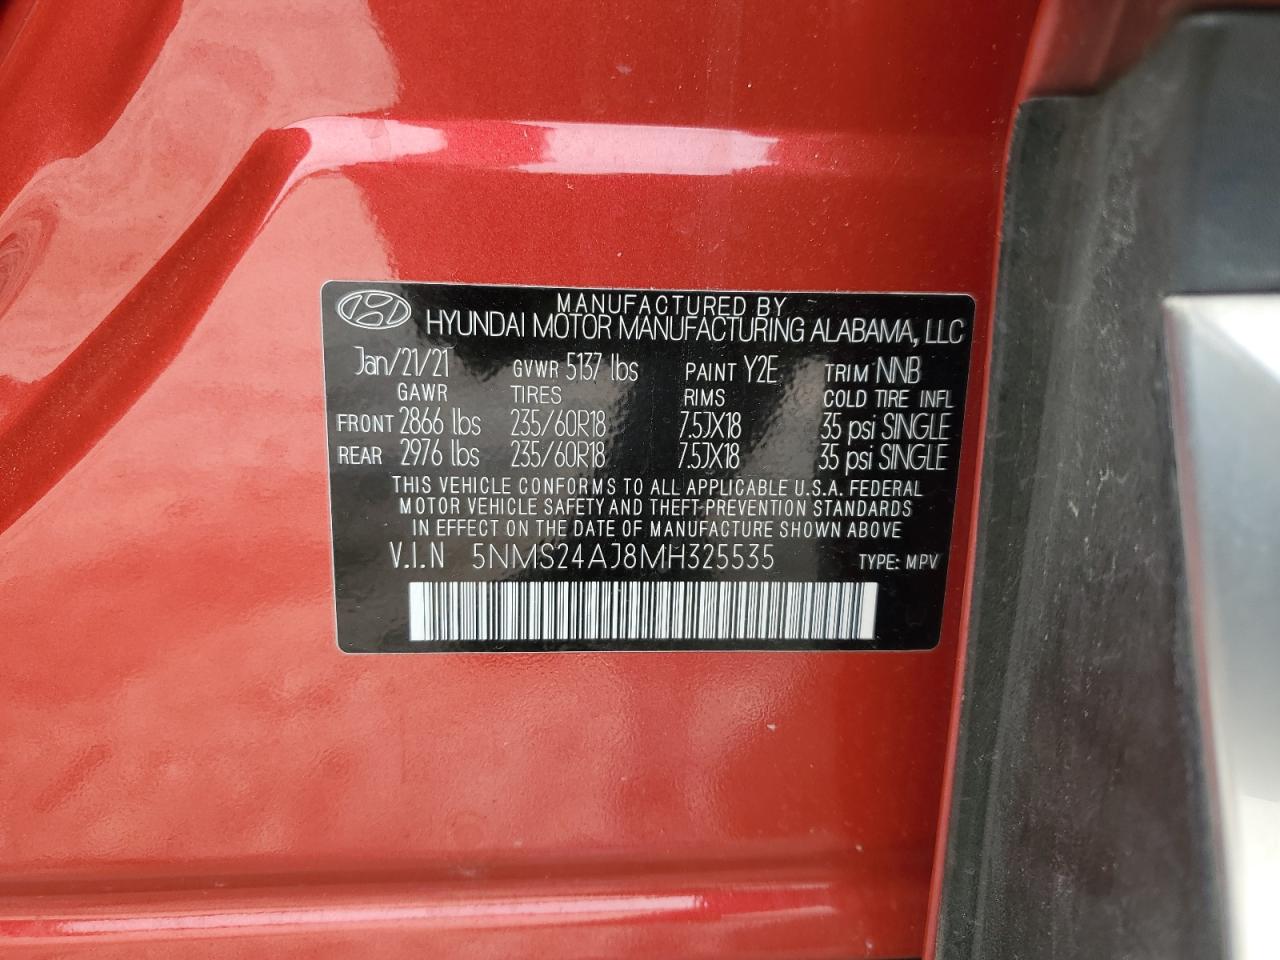 MANUFACTURED BY
HYUNDAI MOTOR MANUFACTURING ALABAMA, LLC
Jan/21/21 GVWR 5137 lbs PAINT Y2E TRIM NNB
GAWR TIRES RIMS COLD TIRE INFL
FRONT 2866 lbs 235/60R18 7.5JX18 35 psi SINGLE
REAR 2976 lbs 235/60R18 7.5JX18 35 psi SINGLE
THIS VEHICLE CONFORMS TO ALL APPLICABLE U.S.A. FEDERAL
MOTOR VEHICLE SAFETY AND THEFT PREVENTION STANDARDS
IN EFFECT ON THE DATE OF MANUFACTURE SHOWN ABOVE
V.I.N 5NMS24AJ8MH325535 TYPE: MPV